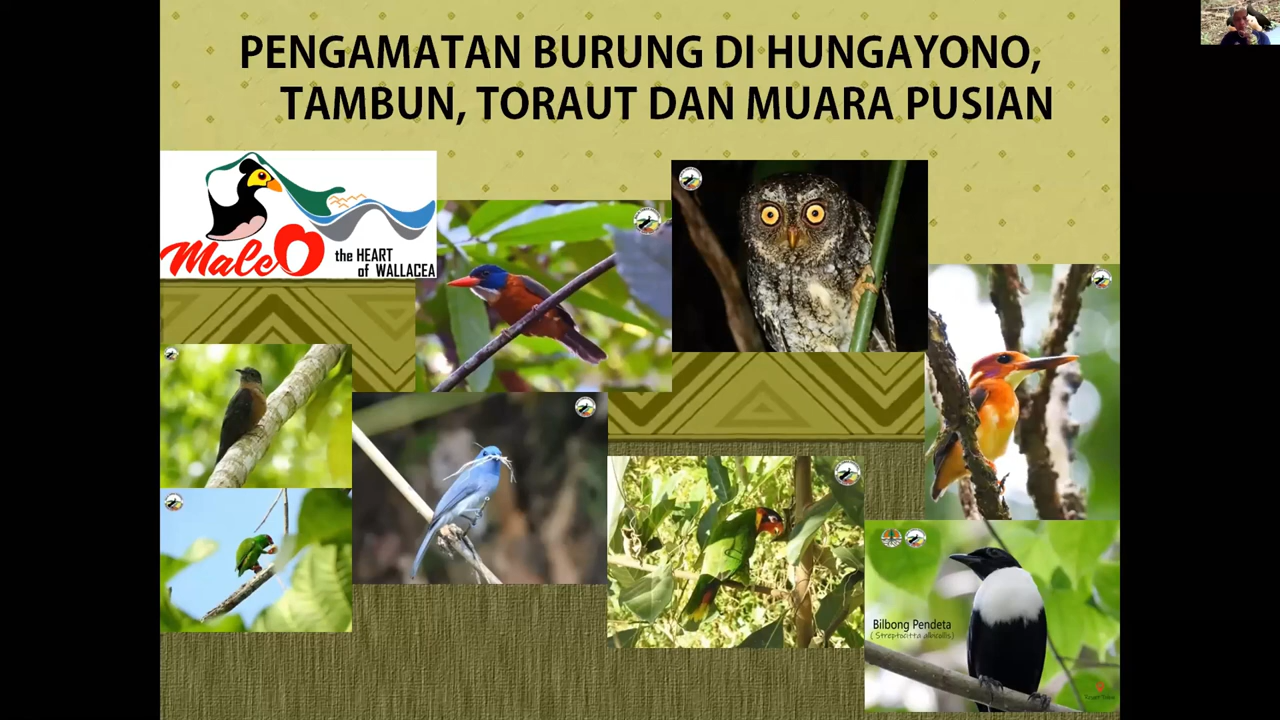 PENGAMATAN BURUNG DI HUNGAYONO,
TAMBUN, TORAUT DAN MUARA PUSIAN
Maleo
the HEART
of WALLACEA
Bilbong Pendeta
(Streptocitta albicollis)